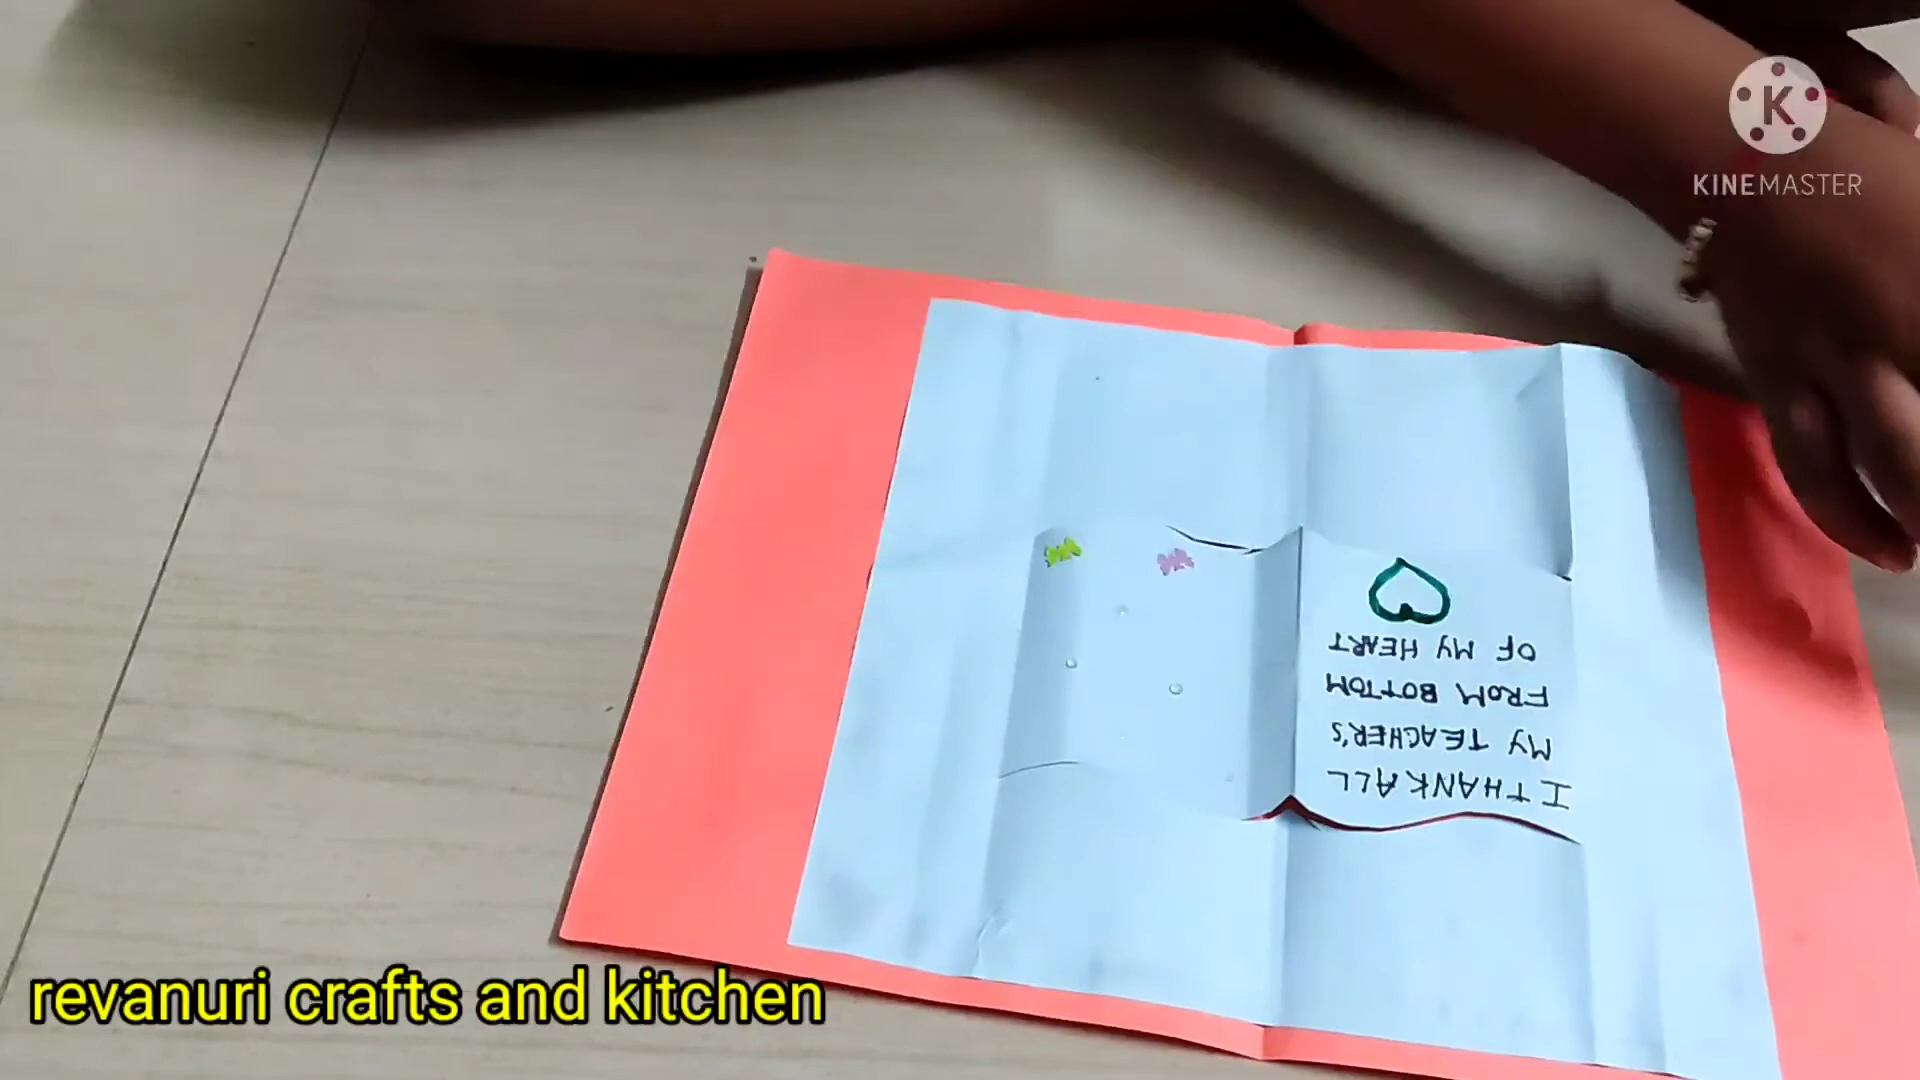 KINEMASTER
I THANK ALL
MY TEACHER'S
FROM BOTTOM
OF MY HEART
revanuri crafts and kitchen